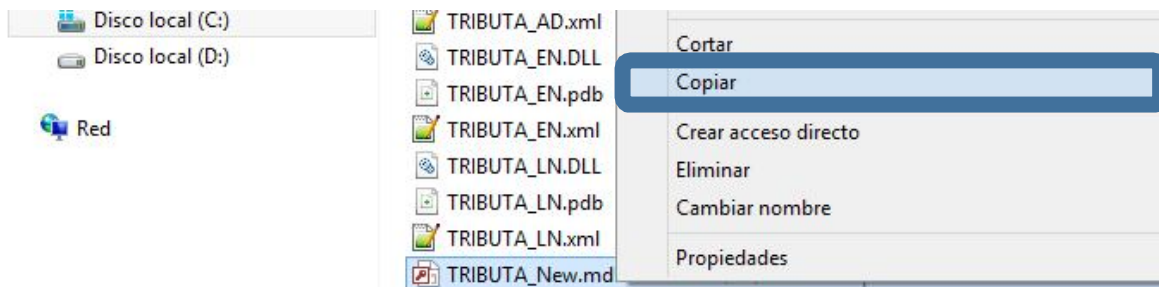 Disco local (C:)
Disco local (D:)
Red
TRIBUTA_AD.xml
TRIBUTA_EN.DLL
TRIBUTA_EN.pdb
TRIBUTA_EN.xml
TRIBUTA_LN.DLL
TRIBUTA_LN.pdb
TRIBUTA_LN.xml
TRIBUTA_New.md
Cortar
Copiar
Crear acceso directo
Eliminar
Cambiar nombre
Propiedades